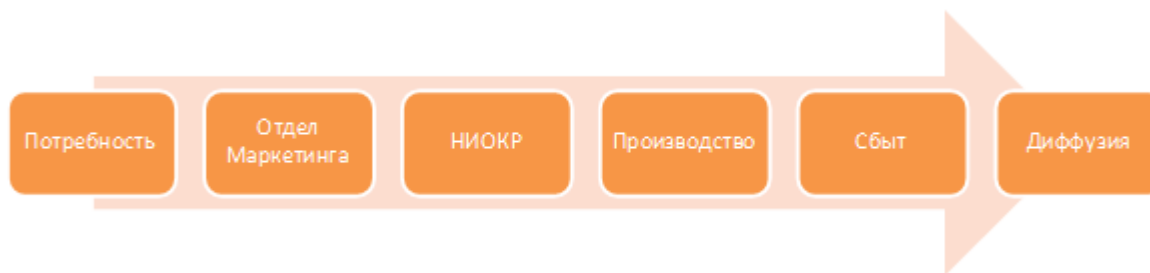 Потребность
Отдел
Маркетинга
НИОКР
Производство
Сбыт
Диффузия